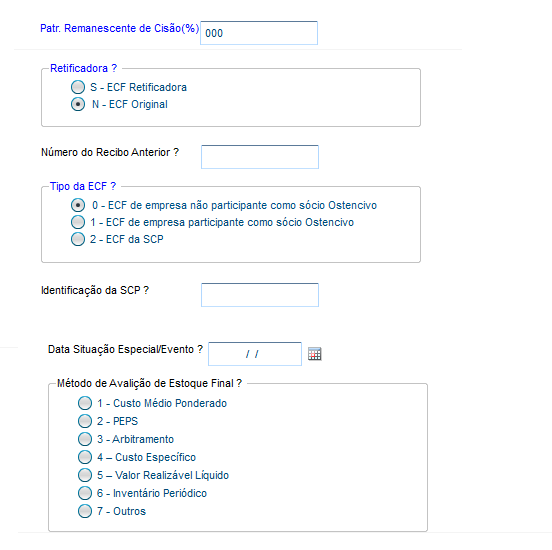 Patr. Remanescente de Cisão(%) 000
Retificadora ?
S - ECF Retificadora
N - ECF Original
Número do Recibo Anterior ?
Tipo da ECF ?
0 - ECF de empresa não participante como sócio Ostencivo
1 - ECF de empresa participante como sócio Ostencivo
2 - ECF da SCP
Identificação da SCP ?
Data Situação Especial/Evento ? / /
Método de Avalição de Estoque Final ?
1 - Custo Médio Ponderado
2 - PEPS
3 - Arbitramento
4 – Custo Específico
5 – Valor Realizável Líquido
6 - Inventário Periódico
7 - Outros